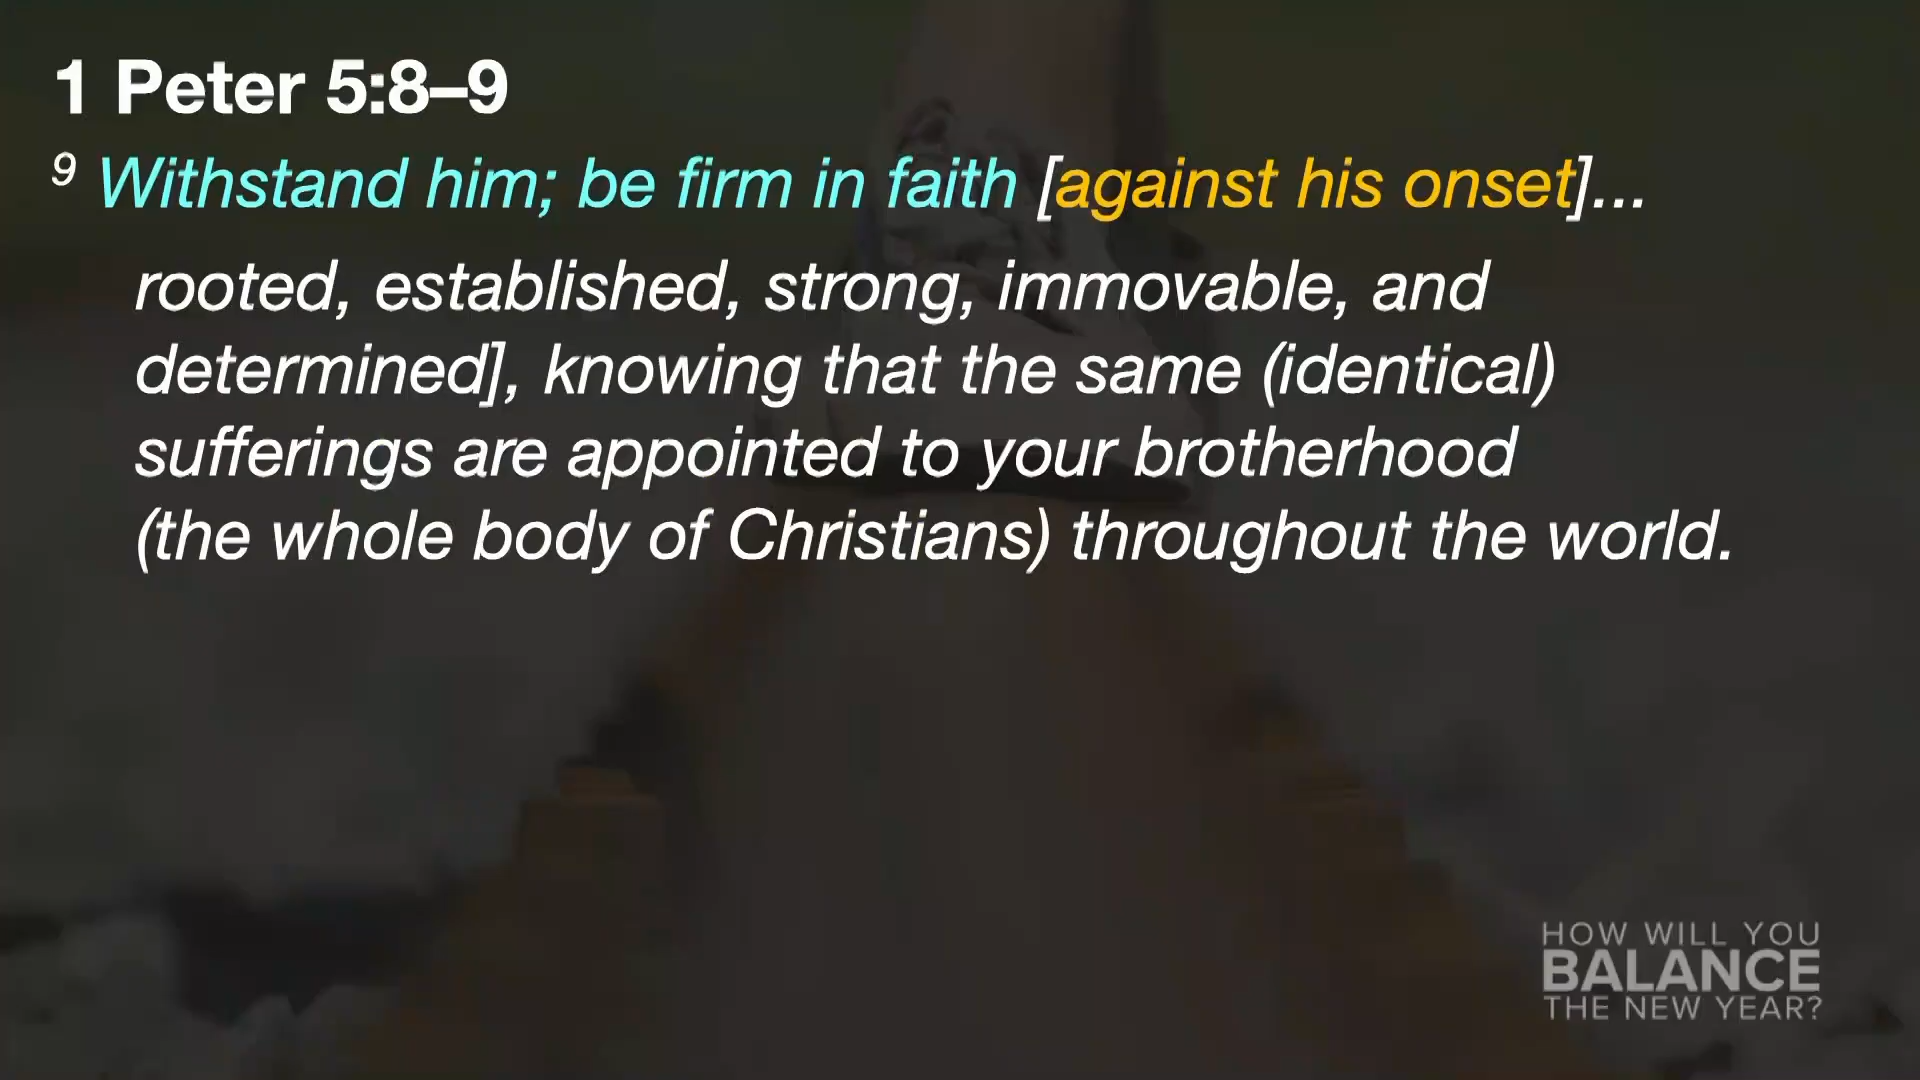 1 Peter 5:8–9
9 Withstand him; be firm in faith [against his onset]...
rooted, established, strong, immovable, and
determined], knowing that the same (identical)
sufferings are appointed to your brotherhood
(the whole body of Christians) throughout the world.
HOW WILL YOU
BALANCE
THE NEW YEAR?